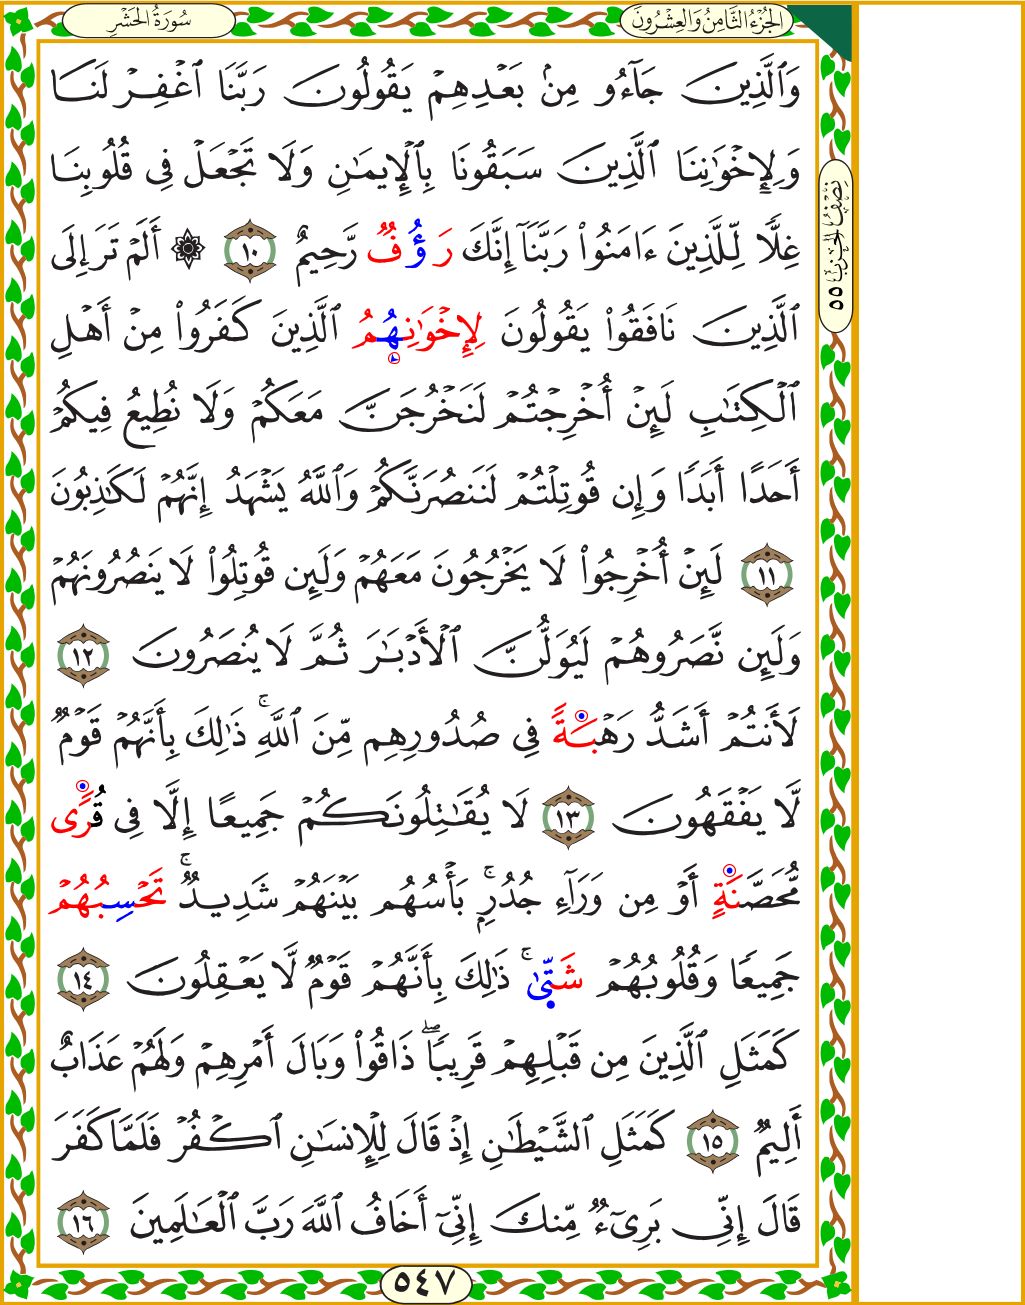 الجُزْءُ الثَّامِنُ وَالعِشْرُونَ
سُورَةُ الحَشْرِ
وَٱلَّذِينَ جَآءُو مِنۢ بَعْدِهِمْ يَقُولُونَ رَبَّنَا ٱغْفِرْ لَنَا
وَلِإِخْوَٰنِنَا ٱلَّذِينَ سَبَقُونَا بِٱلْإِيمَٰنِ وَلَا تَجْعَلْ فِى قُلُوبِنَا
غِلًّا لِّلَّذِينَ ءَامَنُوا۟ رَبَّنَآ إِنَّكَ رَؤُفٌ رَّحِيمٌ ١٠ ۞ أَلَمْ تَرَ إِلَى
ٱلَّذِينَ نَافَقُوا۟ يَقُولُونَ لِإِخْوَٰنِهِمُ ٱلَّذِينَ كَفَرُوا۟ مِنْ أَهْلِ
ٱلْكِتَٰبِ لَئِنْ أُخْرِجْتُمْ لَنَخْرُجَنَّ مَعَكُمْ وَلَا نُطِيعُ فِيكُمْ
أَحَدًا أَبَدًا وَإِن قُوتِلْتُمْ لَنَنصُرَنَّكُمْ وَٱللَّهُ يَشْهَدُ إِنَّهُمْ لَكَٰذِبُونَ
١١ لَئِنْ أُخْرِجُوا۟ لَا يَخْرُجُونَ مَعَهُمْ وَلَئِن قُوتِلُوا۟ لَا يَنصُرُونَهُمْ
وَلَئِن نَّصَرُوهُمْ لَيُوَلُّنَّ ٱلْأَدْبَٰرَ ثُمَّ لَا يُنصَرُونَ ١٢
لَأَنتُمْ أَشَدُّ رَهْبَةً فِى صُدُورِهِم مِّنَ ٱللَّهِ ۚ ذَٰلِكَ بِأَنَّهُمْ قَوْمٌ
لَّا يَفْقَهُونَ ١٣ لَا يُقَٰتِلُونَكُمْ جَمِيعًا إِلَّا فِى قُرًى
مُّحَصَّنَةٍ أَوْ مِن وَرَآءِ جُدُرٍۭ ۚ بَأْسُهُم بَيْنَهُمْ شَدِيدٌ ۚ تَحْسِبُهُمْ
جَمِيعًا وَقُلُوبُهُمْ شَتَّىٰ ۚ ذَٰلِكَ بِأَنَّهُمْ قَوْمٌ لَّا يَعْقِلُونَ ١٤
كَمَثَلِ ٱلَّذِينَ مِن قَبْلِهِمْ قَرِيبًا ۖ ذَاقُوا۟ وَبَالَ أَمْرِهِمْ وَلَهُمْ عَذَابٌ
أَلِيمٌ ١٥ كَمَثَلِ ٱلشَّيْطَٰنِ إِذْ قَالَ لِلْإِنسَٰنِ ٱكْفُرْ فَلَمَّا كَفَرَ
قَالَ إِنِّى بَرِىٓءٌ مِّنكَ إِنِّىٓ أَخَافُ ٱللَّهَ رَبَّ ٱلْعَٰلَمِينَ ١٦
نِصْفُ الحِزْبِ ٥٥
٥٤٧